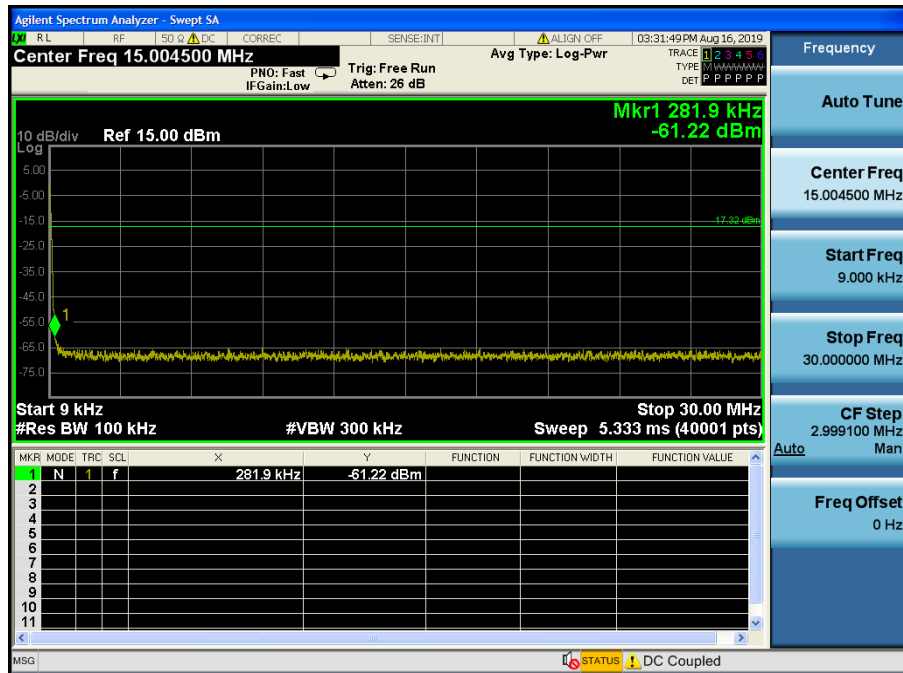 Agilent Spectrum Analyzer - Swept SA
LXI RL RF 50 Ω DC CORREC SENSE:INT ALIGN OFF 03:31:49 PM Aug 16, 2019
Center Freq 15.004500 MHz
PNO: Fast
IFGain:Low
Trig: Free Run
Atten: 26 dB
Avg Type: Log-Pwr
TRACE 1 2 3 4 5 6
TYPE M W W W W W
DET P P P P P P
Mkr1 281.9 kHz
-61.22 dBm
10 dB/div Ref 15.00 dBm
Log
5.00
-5.00
-15.0
-17.32 dBm
-25.0
-35.0
-45.0
-55.0
1
-65.0
-75.0
Start 9 kHz Stop 30.00 MHz
#Res BW 100 kHz #VBW 300 kHz Sweep 5.333 ms (40001 pts)
MKR MODE TRC SCL X Y FUNCTION FUNCTION WIDTH FUNCTION VALUE
1 N 1 f 281.9 kHz -61.22 dBm
2
3
4
5
6
7
8
9
10
11
MSG STATUS DC Coupled
Frequency
Auto Tune
Center Freq
15.004500 MHz
Start Freq
9.000 kHz
Stop Freq
30.000000 MHz
CF Step
2.999100 MHz
Auto Man
Freq Offset
0 Hz